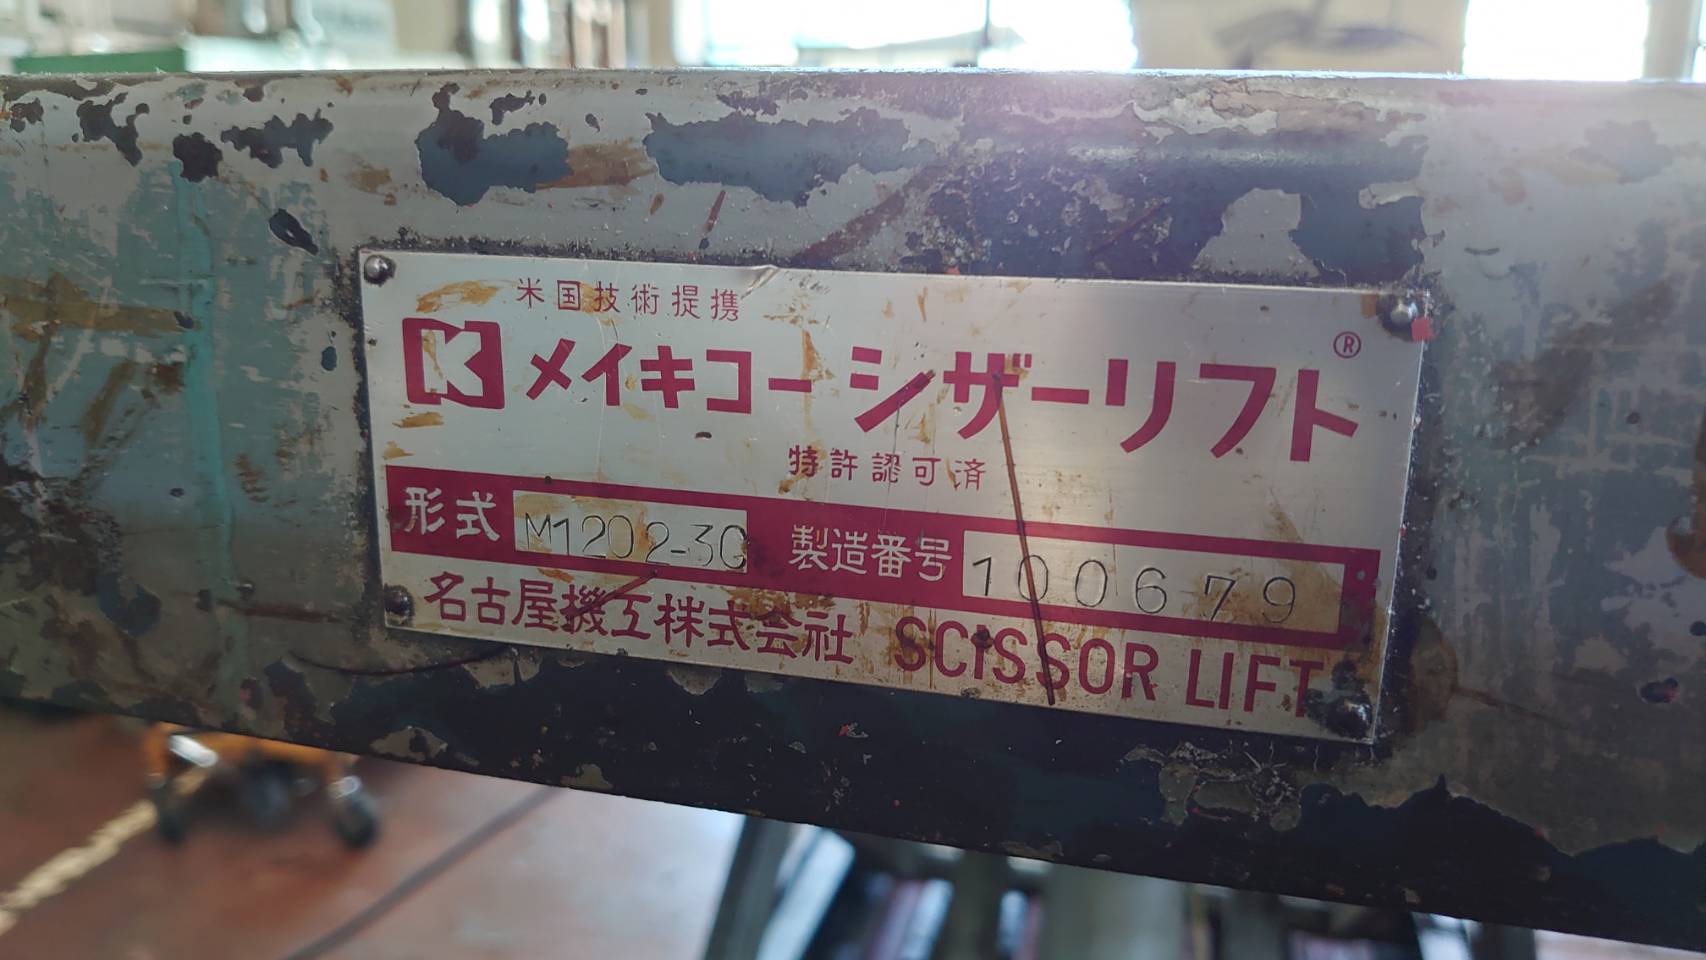 米国技術提携
K メイキコーシザーリフト ®
特許認可済
形式 M1202-3G 製造番号 100679
名古屋機工株式会社 SCISSOR LIFT